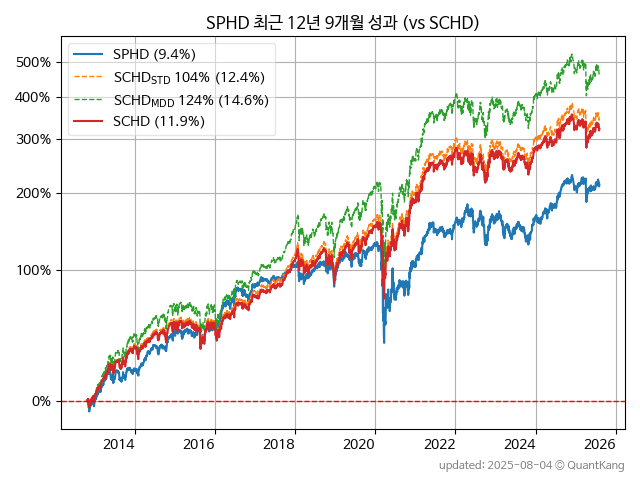 SPHD 최근 12년 9개월 성과 (vs SCHD)
SPHD (9.4%)
SCHD_STD 104% (12.4%)
SCHD_MDD 124% (14.6%)
SCHD (11.9%)
500%
400%
300%
200%
100%
0%
2014 2016 2018 2020 2022 2024 2026
updated: 2025-08-04 © QuantKang